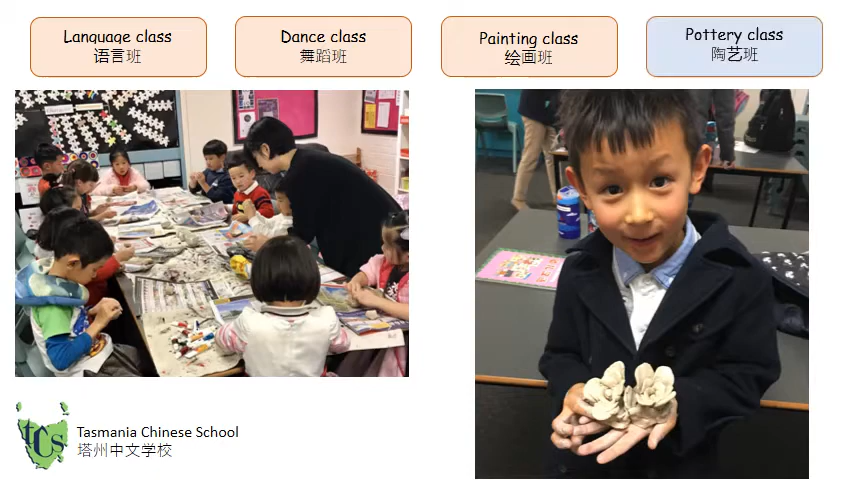 Language class
语言班
Dance class
舞蹈班
Painting class
绘画班
Pottery class
陶艺班
tCs
Tasmania Chinese School
塔州中文学校